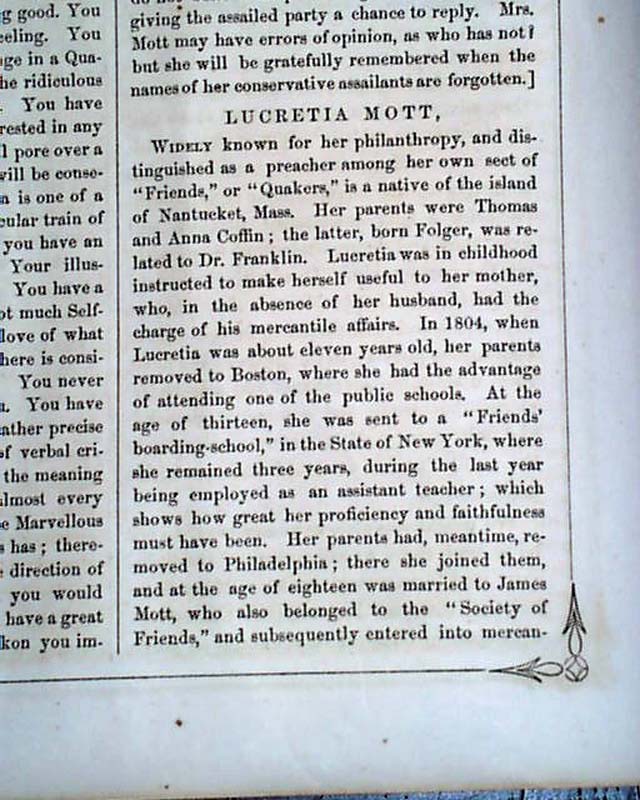 g good. You
eeling. You
ge in a Qua-
he ridiculous
. You have
rested in any
l pore over a
will be conse-
a is one of a
cular train of
you have an
Your illus-
You have a
ot much Self-
love of what
here is consi-
You never
a. You have
ather precise
of verbal cri-
the meaning
almost every
e Marvellous
s has; there-
e direction of
you would
have a great
kon you im-
giving the assailed party a chance to reply. Mrs.
Mott may have errors of opinion, as who has not?
but she will be gratefully remembered when the
names of her conservative assailants are forgotten.]
LUCRETIA MOTT,
WIDELY known for her philanthropy, and dis-
tinguished as a preacher among her own sect of
"Friends," or "Quakers," is a native of the island
of Nantucket, Mass. Her parents were Thomas
and Anna Coffin; the latter, born Folger, was re-
lated to Dr. Franklin. Lucretia was in childhood
instructed to make herself useful to her mother,
who, in the absence of her husband, had the
charge of his mercantile affairs. In 1804, when
Lucretia was about eleven years old, her parents
removed to Boston, where she had the advantage
of attending one of the public schools. At the
age of thirteen, she was sent to a "Friends'
boarding-school," in the State of New York, where
she remained three years, during the last year
being employed as an assistant teacher; which
shows how great her proficiency and faithfulness
must have been. Her parents had, meantime, re-
moved to Philadelphia; there she joined them,
and at the age of eighteen was married to James
Mott, who also belonged to the "Society of
Friends," and subsequently entered into mercan-